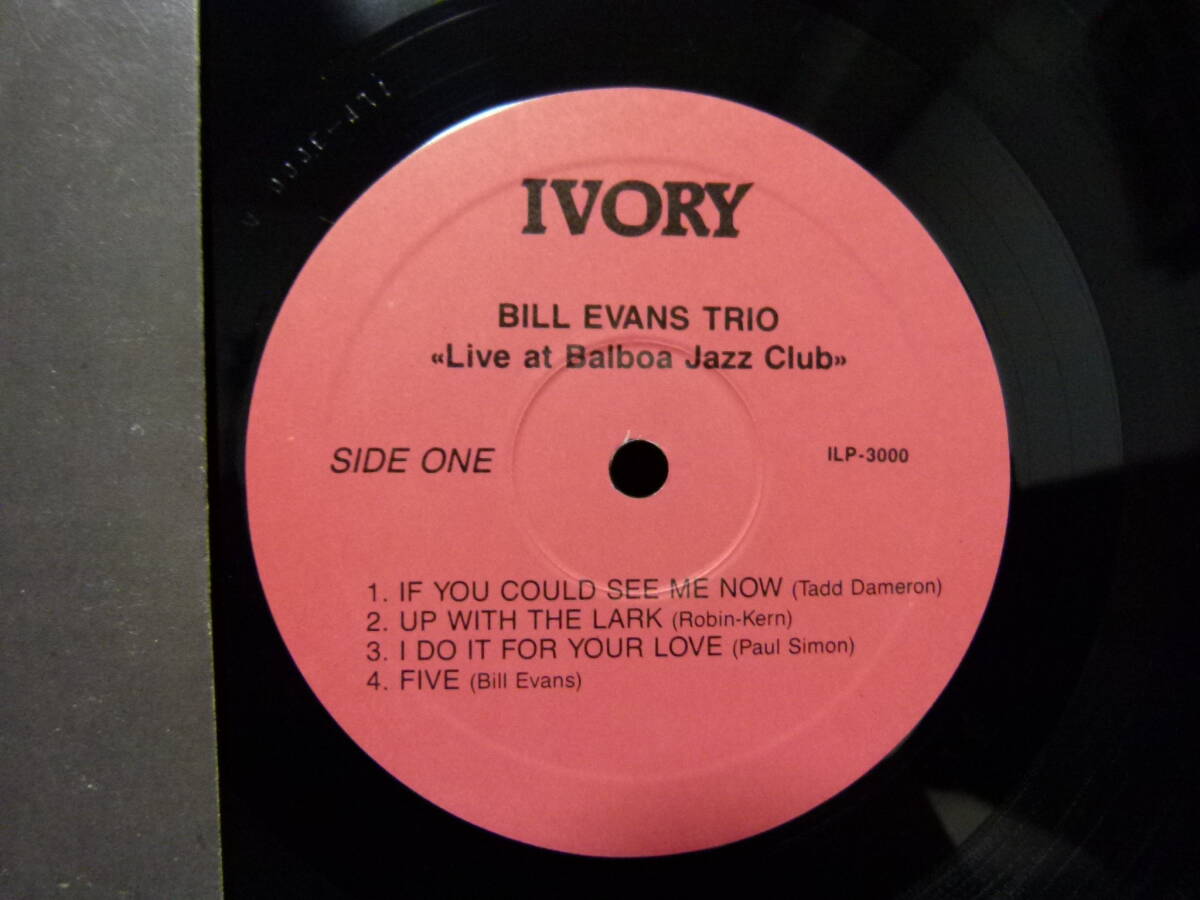 IVORY
BILL EVANS TRIO
«Live at Balboa Jazz Club»
SIDE ONE
ILP-3000
1. IF YOU COULD SEE ME NOW (Tadd Dameron)
2. UP WITH THE LARK (Robin-Kern)
3. I DO IT FOR YOUR LOVE (Paul Simon)
4. FIVE (Bill Evans)